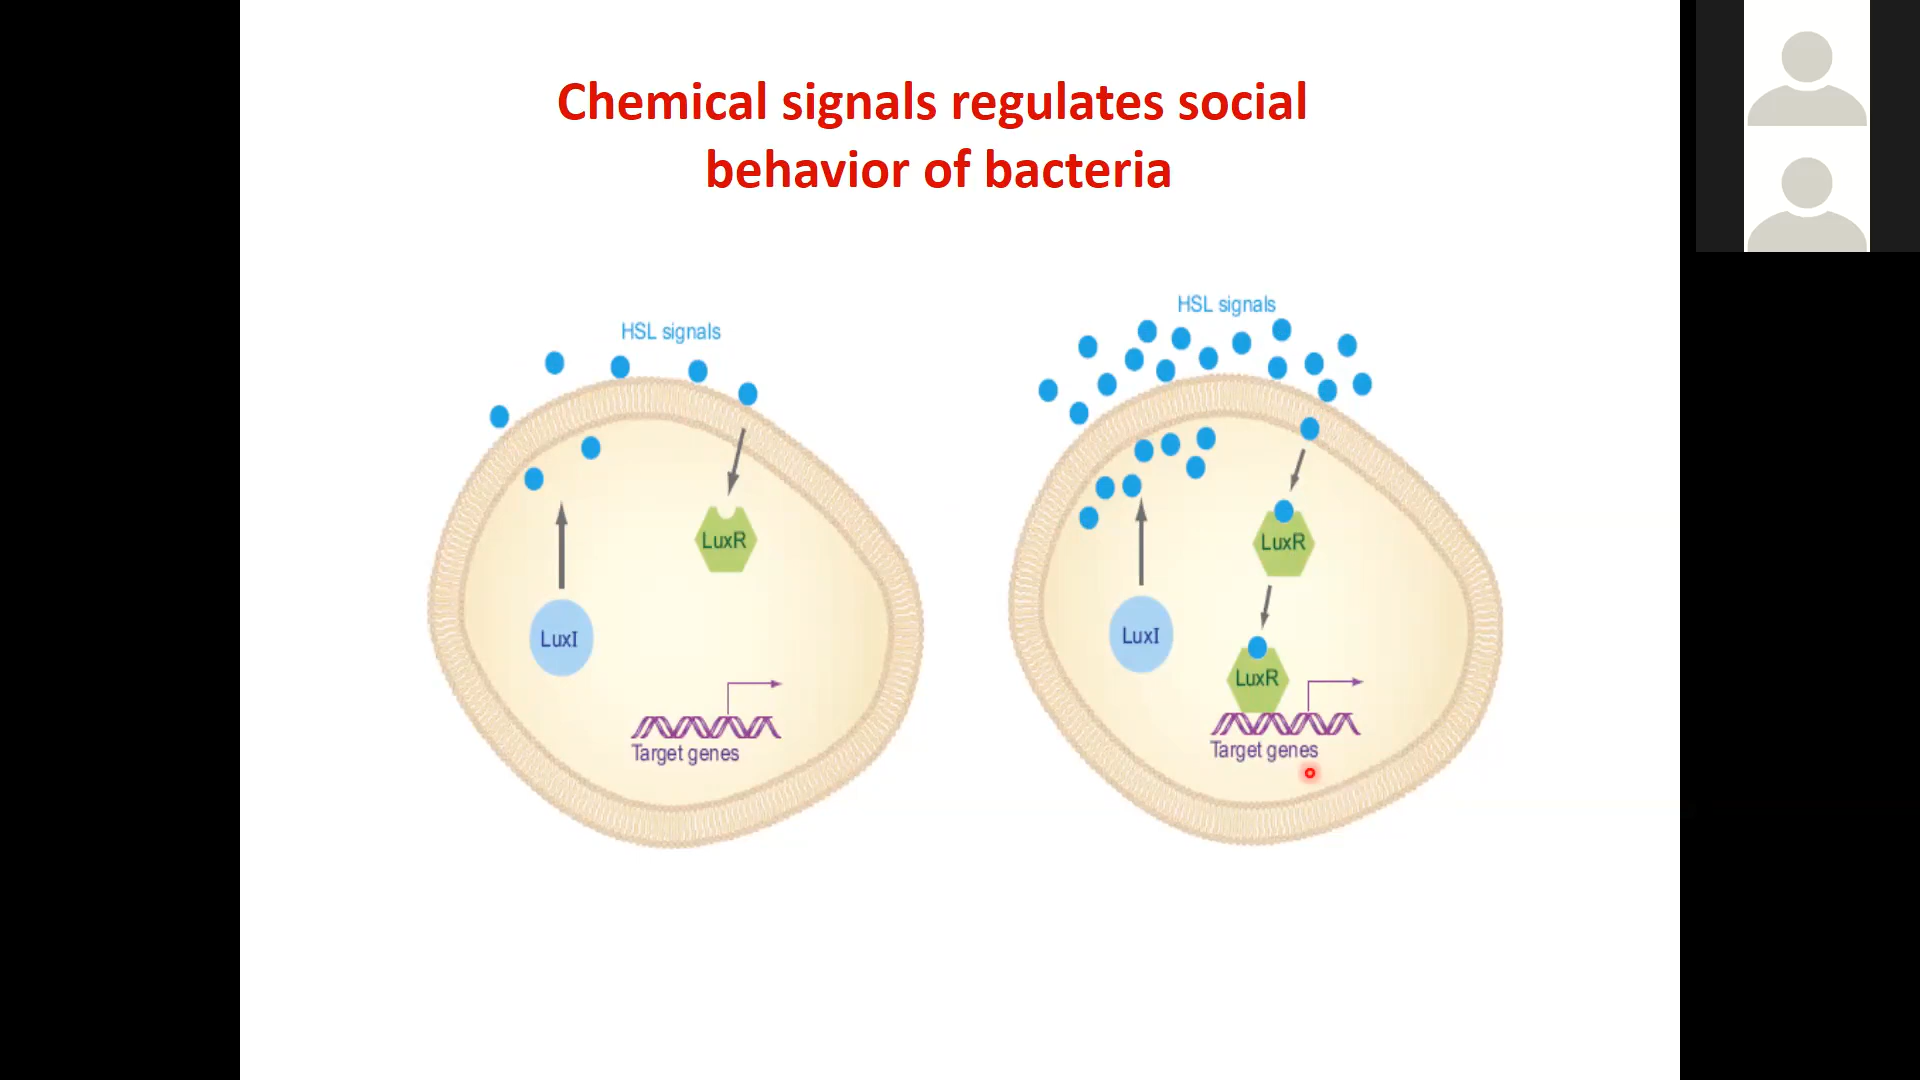 Chemical signals regulates social
behavior of bacteria
HSL signals
LuxR
LuxI
Target genes
HSL signals
LuxR
LuxI
LuxR
Target genes